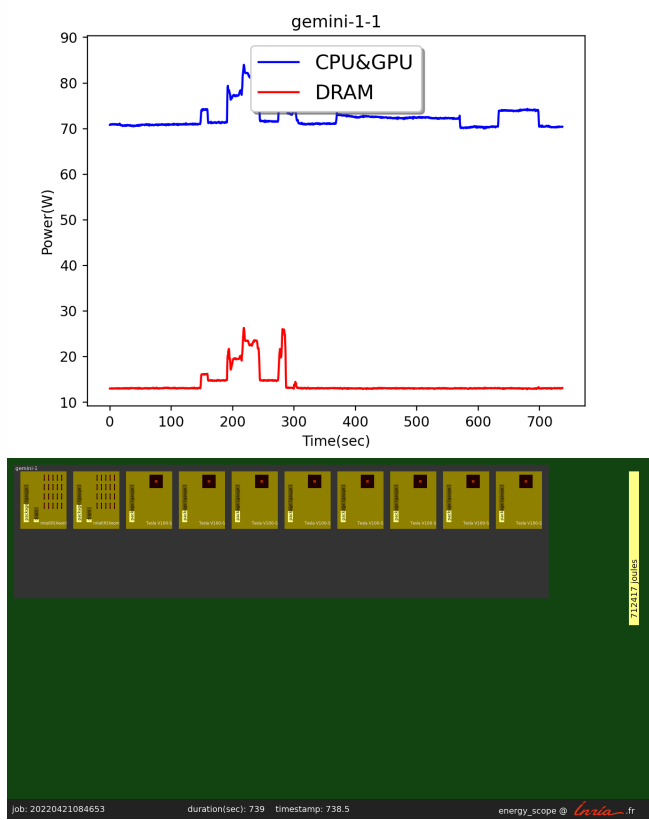 gemini-1-1
CPU&GPU
DRAM
90
80
70
60
50
40
30
20
10
Power(W)
0 100 200 300 400 500 600 700
Time(sec)
gemini-1
Tesla V100-S Tesla V100-S Tesla V100-S Tesla V100-S Tesla V100-S Tesla V100-S Tesla V100-S Tesla V100-S
712417 joules
job: 20220421084653 duration(sec): 739 timestamp: 738.5 energy_scope @ Inria .fr